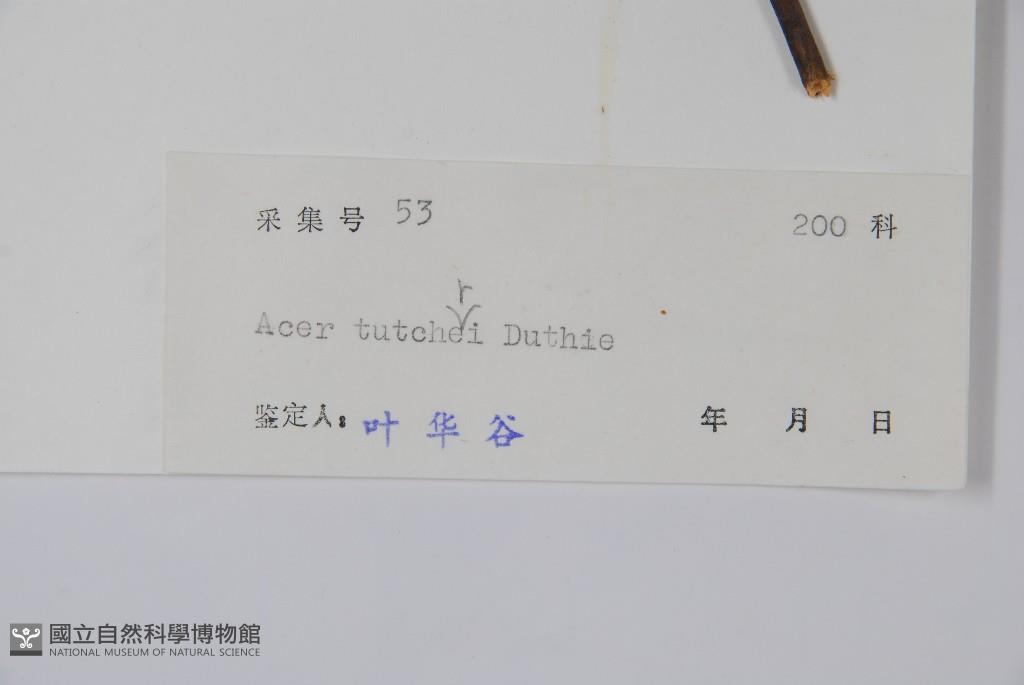 采集号 53 200 科
Acer tutcheri Duthie
鉴定人: 叶华谷 年 月 日
國立自然科學博物館
NATIONAL MUSEUM OF NATURAL SCIENCE